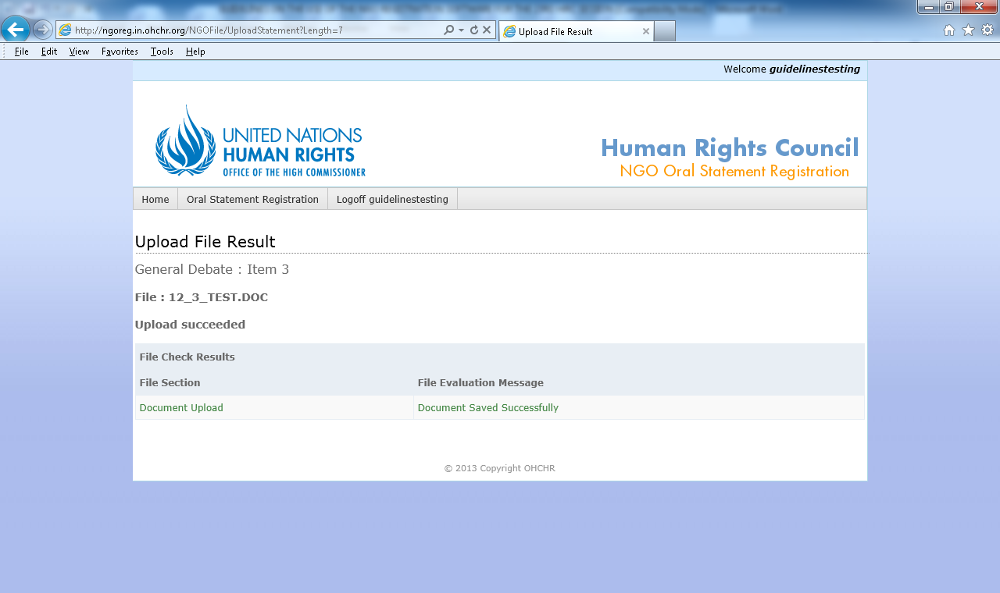 http://ngoreg.in.ohchr.org/NGOFile/UploadStatement?Length=7
Upload File Result
File Edit View Favorites Tools Help
Welcome guidelinestesting
UNITED NATIONS
HUMAN RIGHTS
OFFICE OF THE HIGH COMMISSIONER
Human Rights Council
NGO Oral Statement Registration
Home Oral Statement Registration Logoff guidelinestesting
Upload File Result
General Debate : Item 3
File : 12_3_TEST.DOC
Upload succeeded
File Check Results
File Section File Evaluation Message
Document Upload Document Saved Successfully
© 2013 Copyright OHCHR